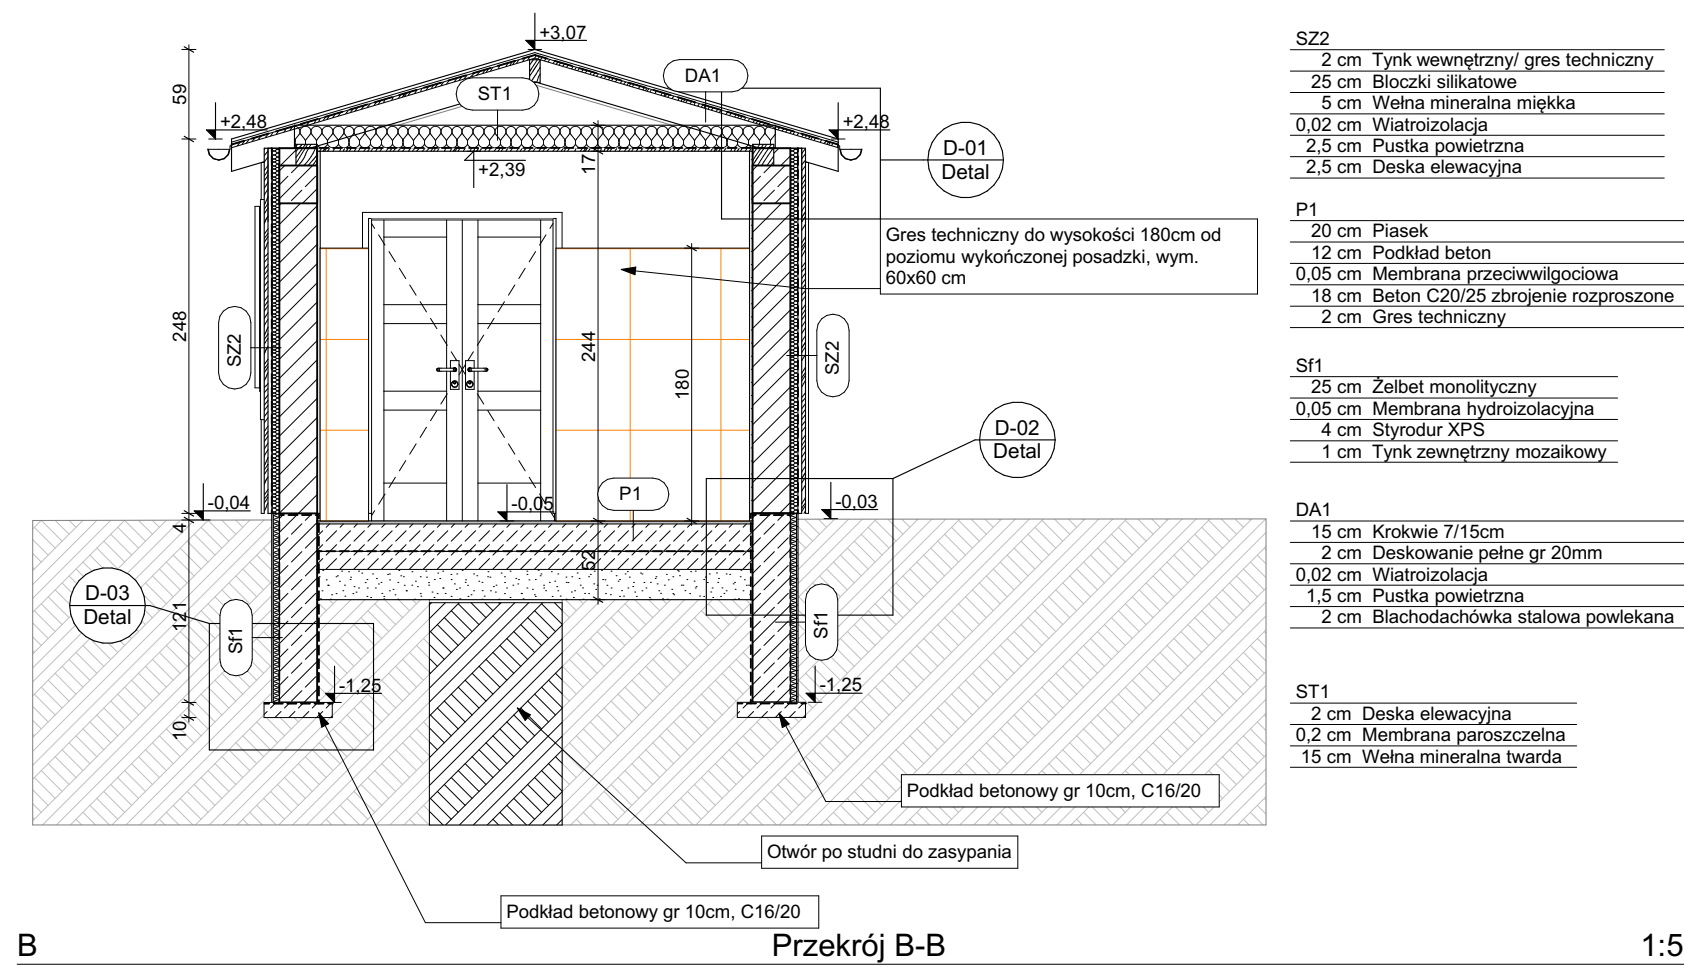 +3,07
59
DA1
ST1
+2,48
+2,48
D-01
Detal
17
+2,39
Gres techniczny do wysokości 180cm od
poziomu wykończonej posadzki, wym.
60x60 cm
248
SZ2
244
SZ2
180
D-02
Detal
P1
-0,04
-0,05
-0,03
4
52
D-03
Detal
121
Sf1
Sf1
-1,25
-1,25
10
Podkład betonowy gr 10cm, C16/20
Otwór po studni do zasypania
Podkład betonowy gr 10cm, C16/20
SZ2
2 cm Tynk wewnętrzny/ gres techniczny
25 cm Bloczki silikatowe
5 cm Wełna mineralna miękka
0,02 cm Wiatroizolacja
2,5 cm Pustka powietrzna
2,5 cm Deska elewacyjna
P1
20 cm Piasek
12 cm Podkład beton
0,05 cm Membrana przeciwwilgociowa
18 cm Beton C20/25 zbrojenie rozproszone
2 cm Gres techniczny
Sf1
25 cm Żelbet monolityczny
0,05 cm Membrana hydroizolacyjna
4 cm Styrodur XPS
1 cm Tynk zewnętrzny mozaikowy
DA1
15 cm Krokwie 7/15cm
2 cm Deskowanie pełne gr 20mm
0,02 cm Wiatroizolacja
1,5 cm Pustka powietrzna
2 cm Blachodachówka stalowa powlekana
ST1
2 cm Deska elewacyjna
0,2 cm Membrana paroszczelna
15 cm Wełna mineralna twarda
B Przekrój B-B 1:5